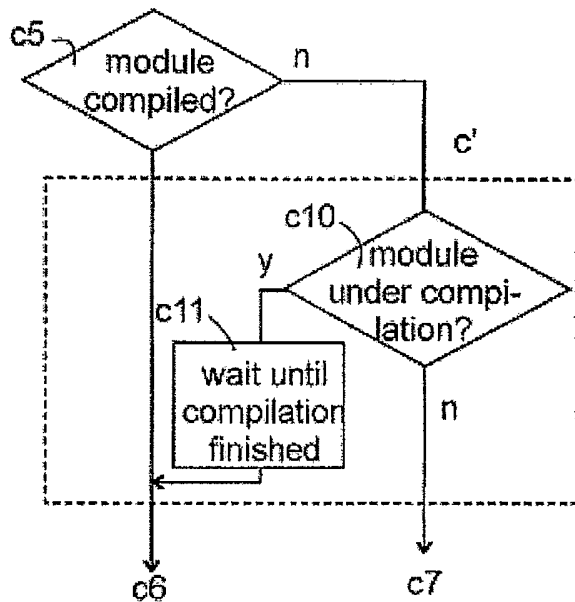 c5
module
compiled?
n
c'
c10
y
module
under compi-
lation?
c11
wait until
compilation
finished
n
c6
c7